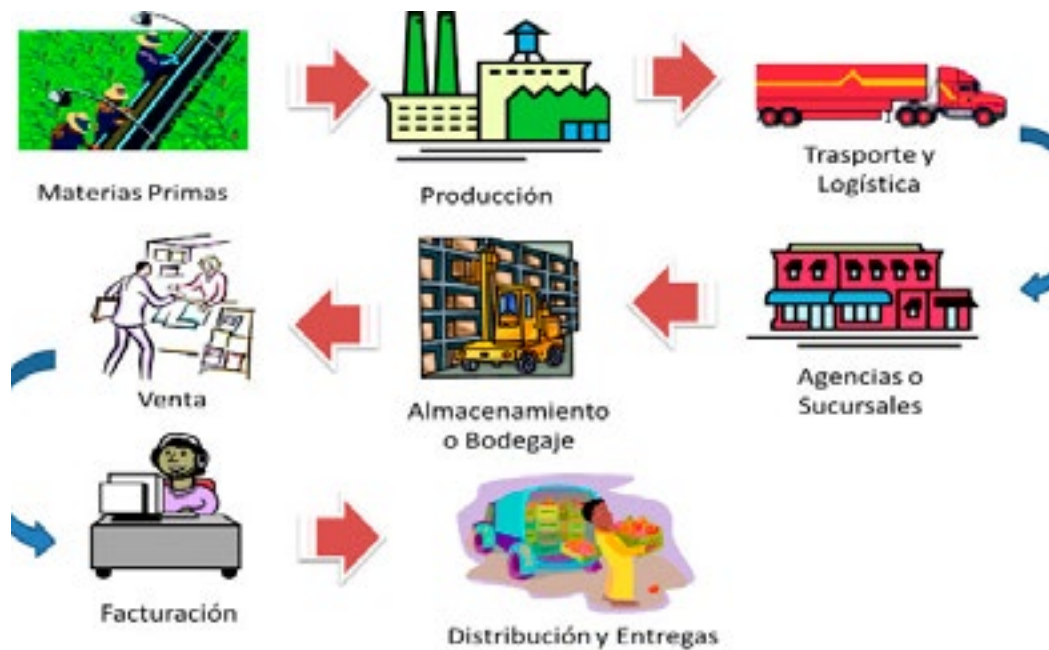 Materias Primas
Producción
Trasporte y
Logística
Agencias o
Sucursales
Almacenamiento
o Bodegaje
Venta
Facturación
Distribución y Entregas